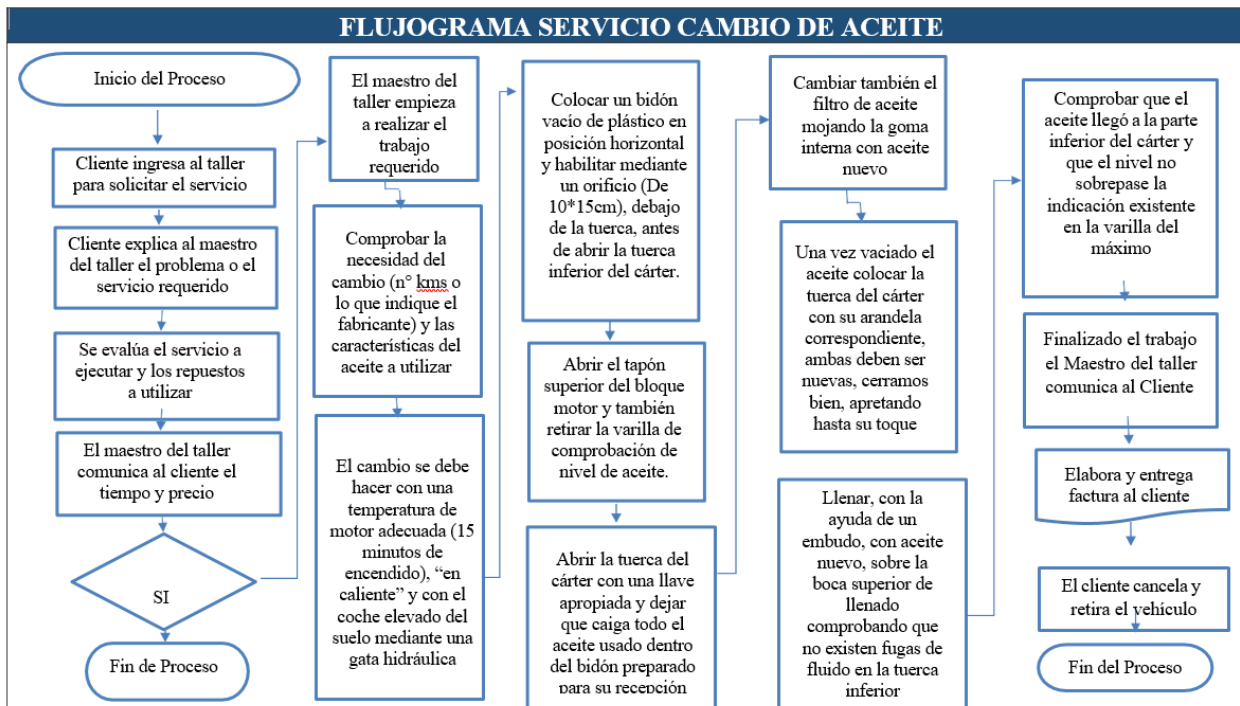 FLUJOGRAMA SERVICIO CAMBIO DE ACEITE
Inicio del Proceso
Cliente ingresa al taller
para solicitar el servicio
Cliente explica al maestro
del taller el problema o el
servicio requerido
Se evalúa el servicio a
ejecutar y los repuestos
a utilizar
El maestro del taller
comunica al cliente el
tiempo y precio
SI
Fin de Proceso
El maestro del
taller empieza
a realizar el
trabajo
requerido
Comprobar la
necesidad del
cambio (n° kms o
lo que indique el
fabricante) y las
características del
aceite a utilizar
El cambio se debe
hacer con una
temperatura de
motor adecuada (15
minutos de
encendido), “en
caliente” y con el
coche elevado del
suelo mediante una
gata hidráulica
Colocar un bidón
vacío de plástico en
posición horizontal
y habilitar mediante
un orificio (De
10*15cm), debajo
de la tuerca, antes
de abrir la tuerca
inferior del cárter.
Abrir el tapón
superior del bloque
motor y también
retirar la varilla de
comprobación de
nivel de aceite.
Abrir la tuerca del
cárter con una llave
apropiada y dejar
que caiga todo el
aceite usado dentro
del bidón preparado
para su recepción
Cambiar también el
filtro de aceite
mojando la goma
interna con aceite
nuevo
Una vez vaciado el
aceite colocar la
tuerca del cárter
con su arandela
correspondiente,
ambas deben ser
nuevas, cerramos
bien, apretando
hasta su toque
Llenar, con la
ayuda de un
embudo, con aceite
nuevo, sobre la
boca superior de
llenado
comprobando que
no existen fugas de
fluido en la tuerca
inferior
Comprobar que el
aceite llegó a la parte
inferior del cárter y
que el nivel no
sobrepase la
indicación existente
en la varilla del
máximo
Finalizado el trabajo
el Maestro del taller
comunica al Cliente
Elabora y entrega
factura al cliente
El cliente cancela y
retira el vehículo
Fin del Proceso